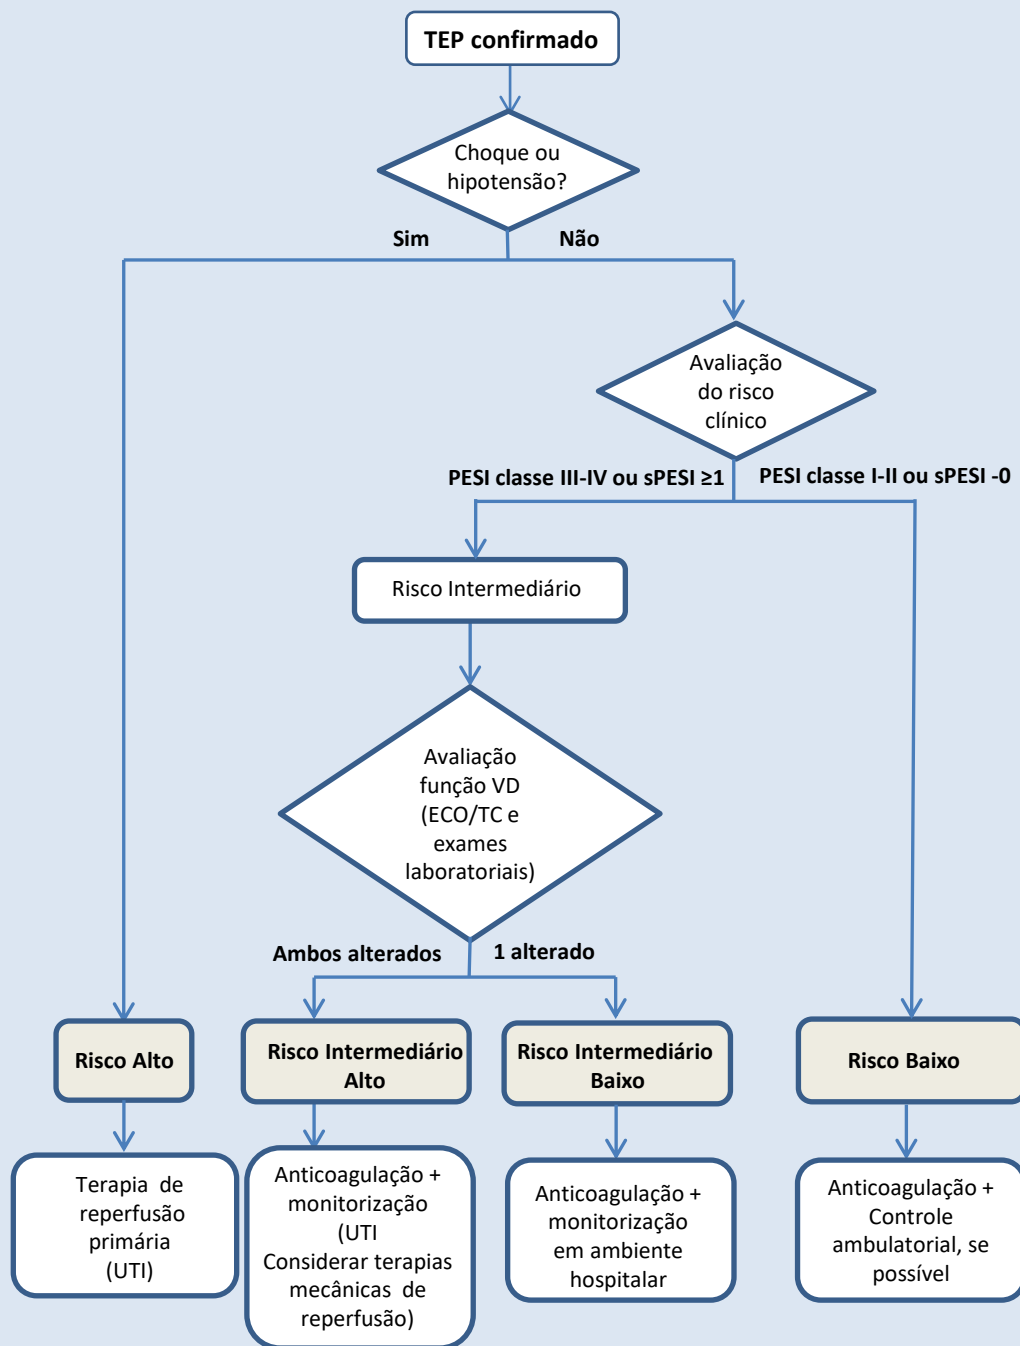 TEP confirmado
Choque ou
hipotensão?
Sim
Não
Avaliação
do risco
clínico
PESI classe III-IV ou sPESI ≥1
PESI classe I-II ou sPESI -0
Risco Intermediário
Avaliação
função VD
(ECO/TC e
exames
laboratoriais)
Ambos alterados
1 alterado
Risco Alto
Risco Intermediário
Alto
Risco Intermediário
Baixo
Risco Baixo
Terapia de
reperfusão
primária
(UTI)
Anticoagulação +
monitorização
(UTI
Considerar terapias
mecânicas de
reperfusão)
Anticoagulação +
monitorização
em ambiente
hospitalar
Anticoagulação +
Controle
ambulatorial, se
possível